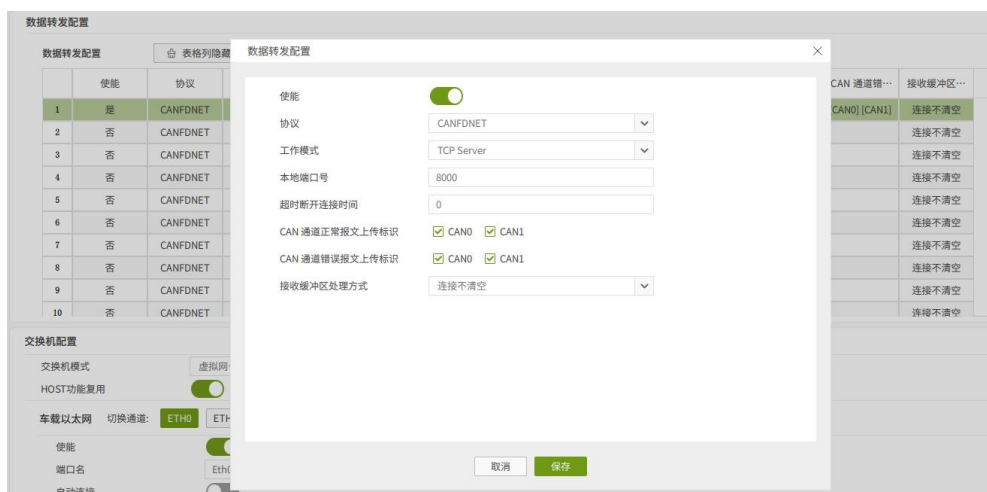 数据转发配置
数据转发配置 表格列隐藏
使能 协议 CAN 通道错… 接收缓冲区…
1 是 CANFDNET [CAN0] [CAN1] 连接不清空
2 否 CANFDNET 连接不清空
3 否 CANFDNET 连接不清空
4 否 CANFDNET 连接不清空
5 否 CANFDNET 连接不清空
6 否 CANFDNET 连接不清空
7 否 CANFDNET 连接不清空
8 否 CANFDNET 连接不清空
9 否 CANFDNET 连接不清空
10 否 CANFDNET 连接不清空
数据转发配置
使能
协议 CANFDNET
工作模式 TCP Server
本地端口号 8000
超时断开连接时间 0
CAN 通道正常报文上传标识 CAN0 CAN1
CAN 通道错误报文上传标识 CAN0 CAN1
接收缓冲区处理方式 连接不清空
取消 保存
交换机配置
交换机模式 虚拟网
HOST功能复用
车载以太网 切换通道: ETH0 ETH
使能
端口名 Eth0
自动连接